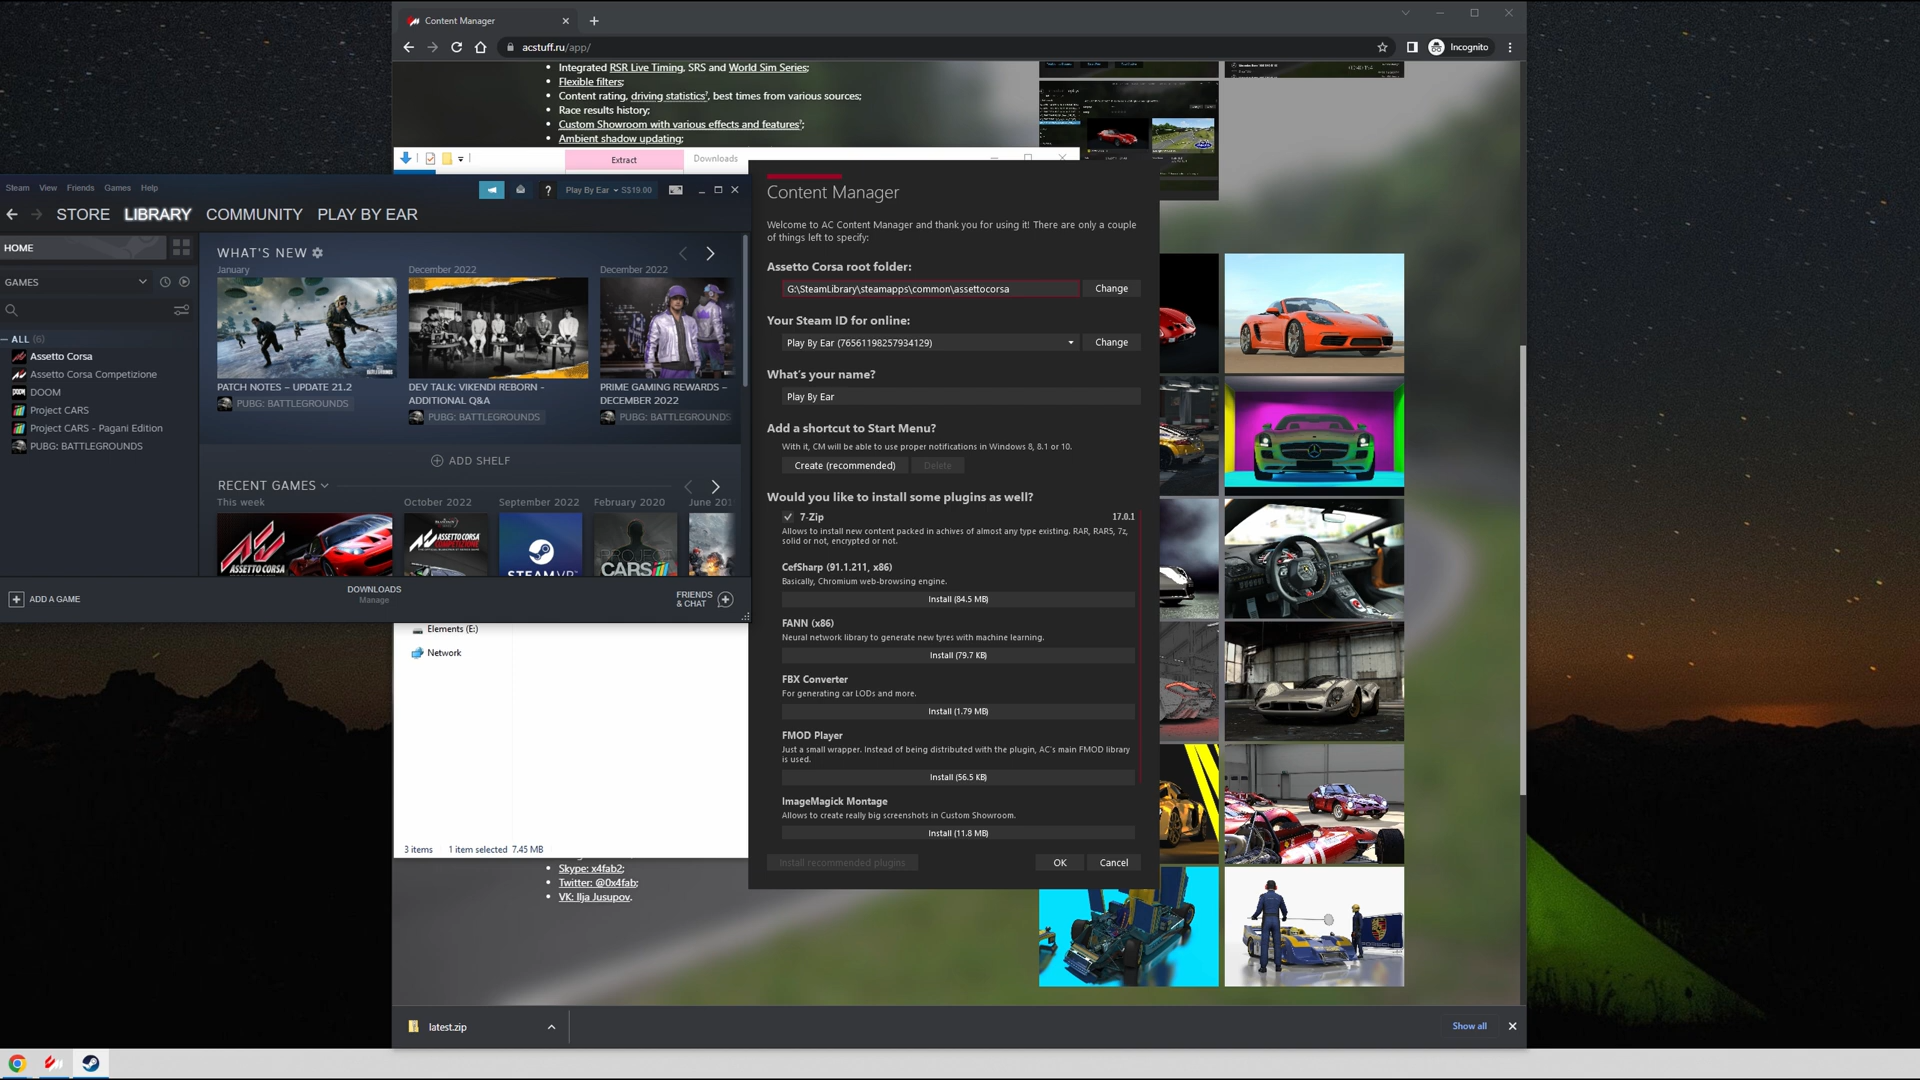 Content Manager
acstuff.ru/app/
Incognito
Integrated RSR Live Timing, SRS and World Sim Series;
Flexible filters;
Content rating, driving statistics?, best times from various sources;
Race results history;
Custom Showroom with various effects and features?;
Ambient shadow updating;
Extract
Downloads
Steam View Friends Games Help
? Play By Ear S$19.00
STORE LIBRARY COMMUNITY PLAY BY EAR
HOME
GAMES
ALL (6)
Assetto Corsa
Assetto Corsa Competizione
DOOM
Project CARS
Project CARS - Pagani Edition
PUBG: BATTLEGROUNDS
WHAT'S NEW
January
December 2022
December 2022
PATCH NOTES – UPDATE 21.2
PUBG: BATTLEGROUNDS
DEV TALK: VIKENDI REBORN -
ADDITIONAL Q&A
PUBG: BATTLEGROUNDS
PRIME GAMING REWARDS –
DECEMBER 2022
PUBG: BATTLEGROUNDS
ADD SHELF
RECENT GAMES
This week
October 2022
September 2022
February 2020
June 201
ASSETTO CORSA
ASSETTO CORSA
COMPETIZIONE
STEAMVR
PROJECT
CARS
ADD A GAME
DOWNLOADS
Manage
FRIENDS
& CHAT
Content Manager
Welcome to AC Content Manager and thank you for using it! There are only a couple
of things left to specify:
Assetto Corsa root folder:
G:\SteamLibrary\steamapps\common\assettocorsa
Change
Your Steam ID for online:
Play By Ear (76561198257934129)
Change
What's your name?
Play By Ear
Add a shortcut to Start Menu?
With it, CM will be able to use proper notifications in Windows 8, 8.1 or 10.
Create (recommended)
Delete
Would you like to install some plugins as well?
7-Zip
17.0.1
Allows to install new content packed in achives of almost any type existing. RAR, RAR5, 7z,
solid or not, encrypted or not.
CefSharp (91.1.211, x86)
Basically, Chromium web-browsing engine.
Install (84.5 MB)
FANN (x86)
Neural network library to generate new tyres with machine learning.
Install (79.7 KB)
FBX Converter
For generating car LODs and more.
Install (1.79 MB)
FMOD Player
Just a small wrapper. Instead of being distributed with the plugin, AC's main FMOD library
is used.
Install (56.5 KB)
ImageMagick Montage
Allows to create really big screenshots in Custom Showroom.
Install (11.8 MB)
Install recommended plugins
OK
Cancel
Elements (E:)
Network
3 items
1 item selected 7.45 MB
Skype: x4fab2;
Twitter: @0x4fab;
VK: Ilja Jusupov.
PORSCHE
latest.zip
Show all